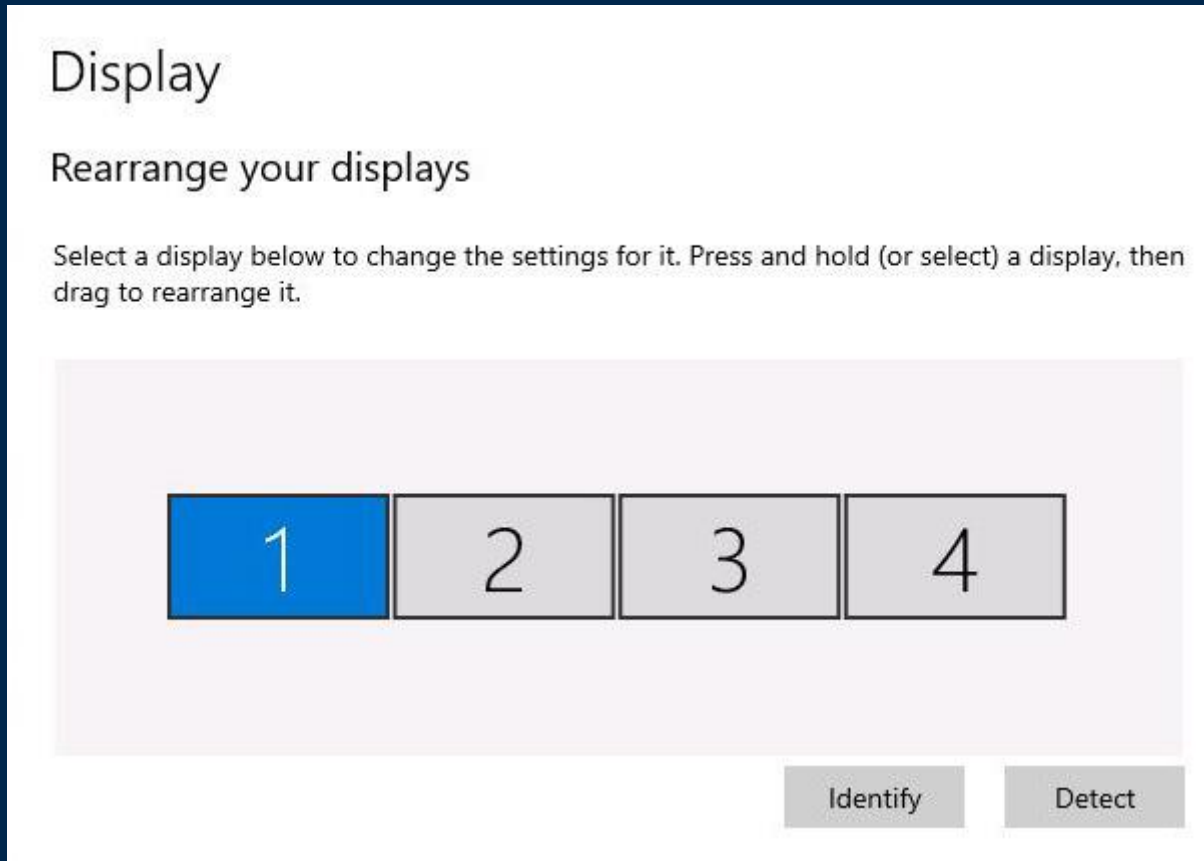 Display
Rearrange your displays
Select a display below to change the settings for it. Press and hold (or select) a display, then
drag to rearrange it.
1 2 3 4
Identify Detect